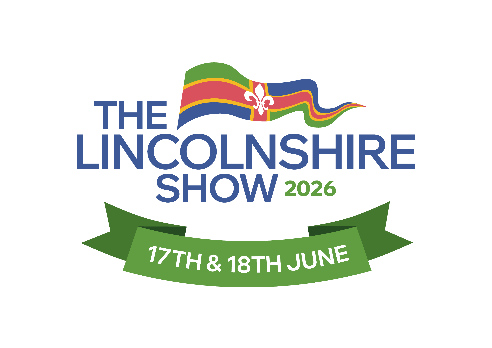 THE
LINCOLNSHIRE
SHOW 2026
17TH & 18TH JUNE